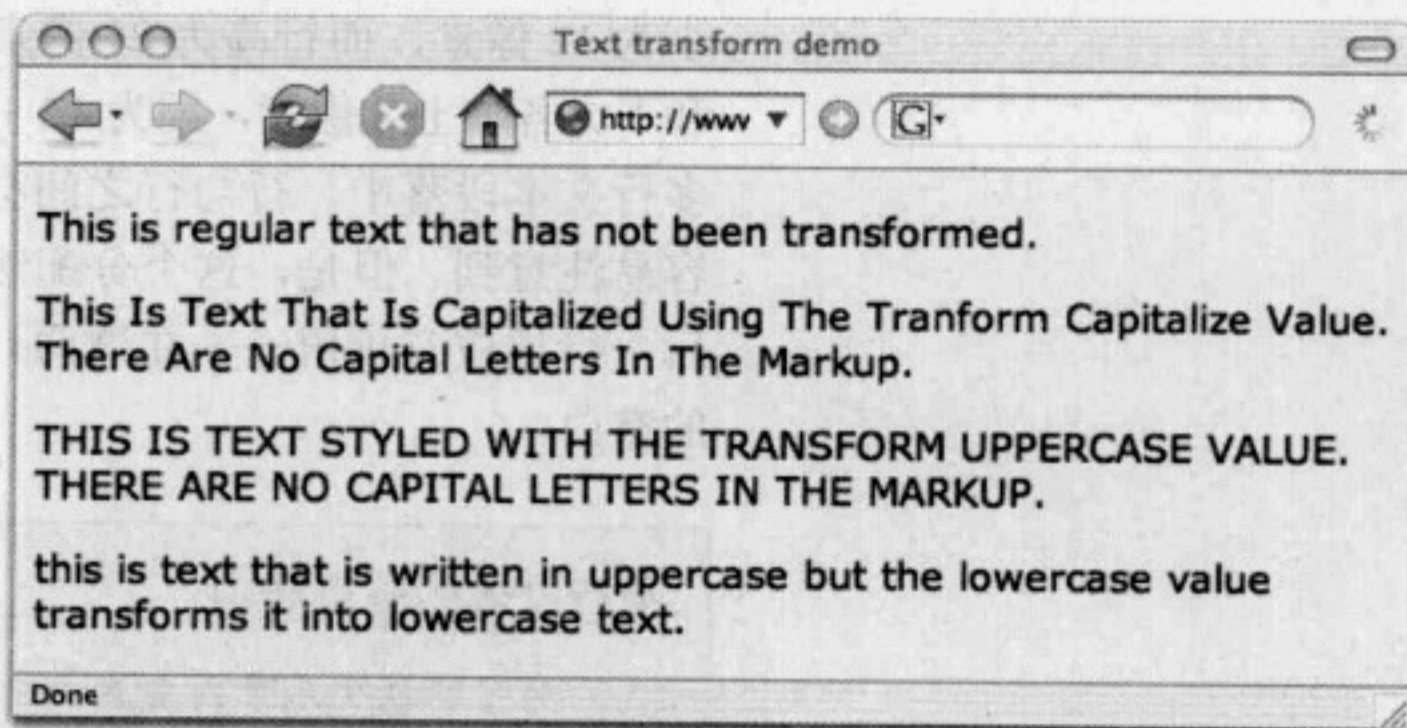 Text transform demo
http://www
G
This is regular text that has not been transformed.
This Is Text That Is Capitalized Using The Tranform Capitalize Value.
There Are No Capital Letters In The Markup.
THIS IS TEXT STYLED WITH THE TRANSFORM UPPERCASE VALUE.
THERE ARE NO CAPITAL LETTERS IN THE MARKUP.
this is text that is written in uppercase but the lowercase value
transforms it into lowercase text.
Done